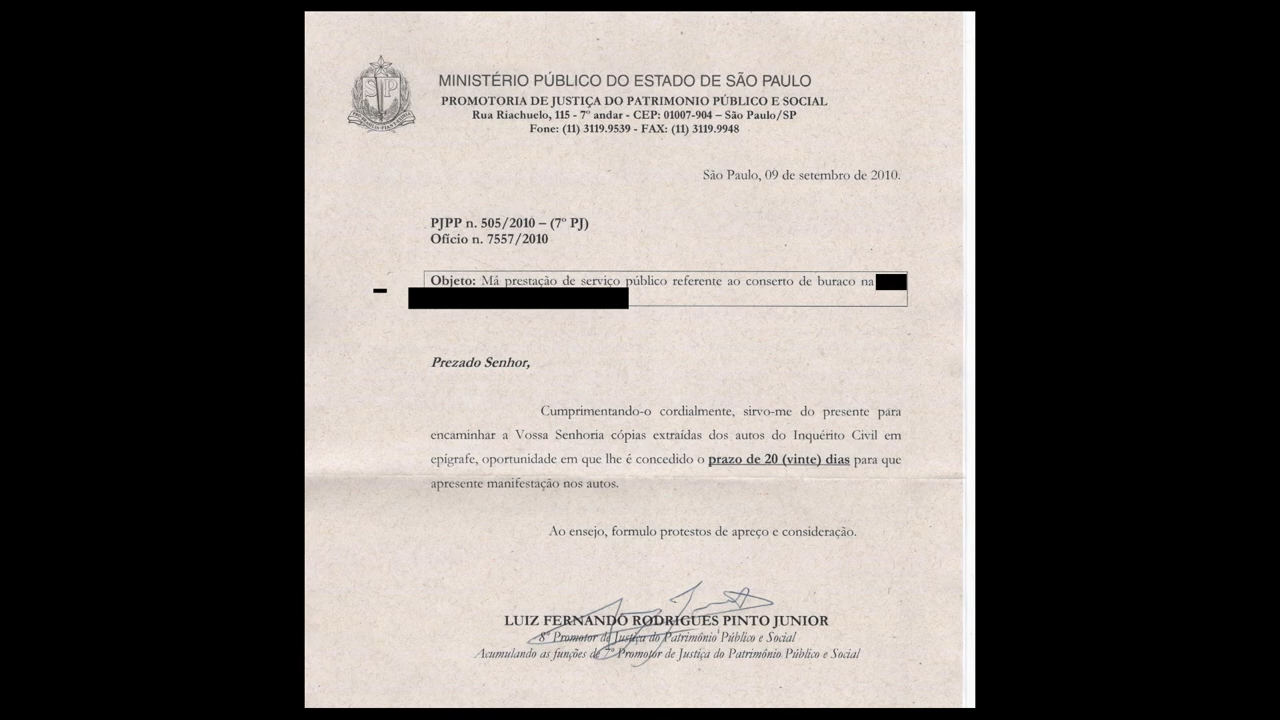 SP
MINISTÉRIO PÚBLICO DO ESTADO DE SÃO PAULO
PROMOTORIA DE JUSTIÇA DO PATRIMONIO PÚBLICO E SOCIAL
Rua Riachuelo, 115 - 7º andar - CEP: 01007-904 – São Paulo/SP
Fone: (11) 3119.9539 - FAX: (11) 3119.9948
São Paulo, 09 de setembro de 2010.
PJPP n. 505/2010 – (7º PJ)
Ofício n. 7557/2010
Objeto: Má prestação de serviço público referente ao conserto de buraco na
Prezado Senhor,
Cumprimentando-o cordialmente, sirvo-me do presente para
encaminhar a Vossa Senhoria cópias extraídas dos autos do Inquérito Civil em
epígrafe, oportunidade em que lhe é concedido o prazo de 20 (vinte) dias para que
apresente manifestação nos autos.
Ao ensejo, formulo protestos de apreço e consideração.
LUIZ FERNANDO RODRIGUES PINTO JUNIOR
8º Promotor de Justiça do Patrimônio Público e Social
Acumulando as funções de 7º Promotor de Justiça do Patrimônio Público e Social